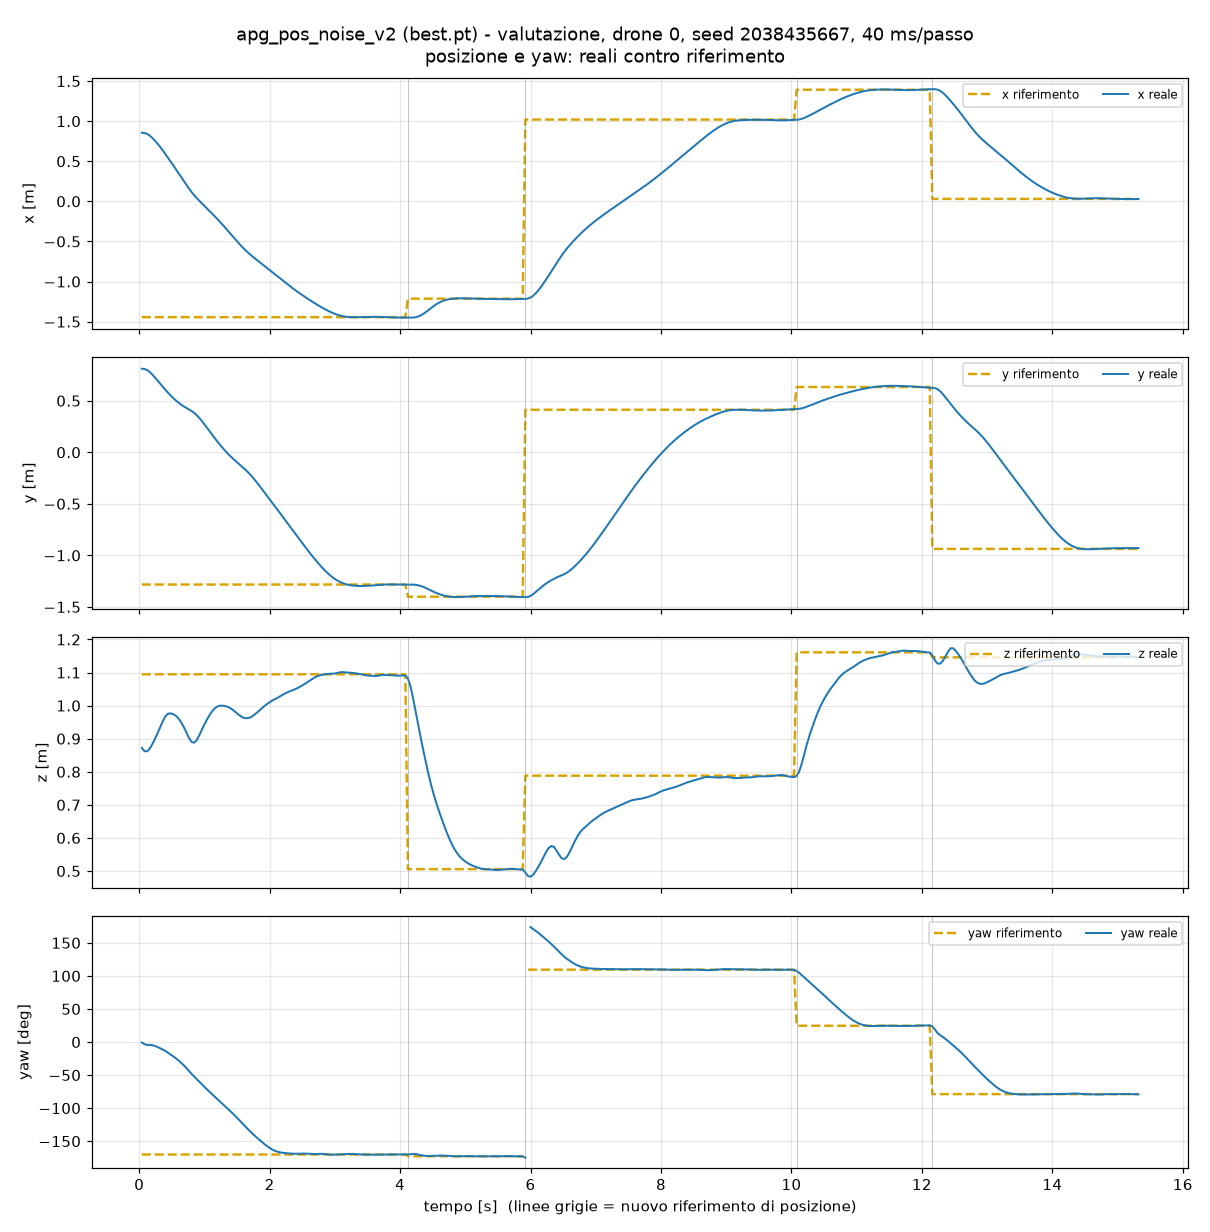 apg_pos_noise_v2 (best.pt) - valutazione, drone 0, seed 2038435667, 40 ms/passo
posizione e yaw: reali contro riferimento
x riferimento x reale
1.5
1.0
0.5
0.0
−0.5
−1.0
−1.5
x [m]
y riferimento y reale
0.5
0.0
−0.5
−1.0
−1.5
y [m]
z riferimento z reale
1.2
1.1
1.0
0.9
0.8
0.7
0.6
0.5
z [m]
yaw riferimento yaw reale
150
100
50
0
−50
−100
−150
yaw [deg]
0 2 4 6 8 10 12 14 16
tempo [s] (linee grigie = nuovo riferimento di posizione)